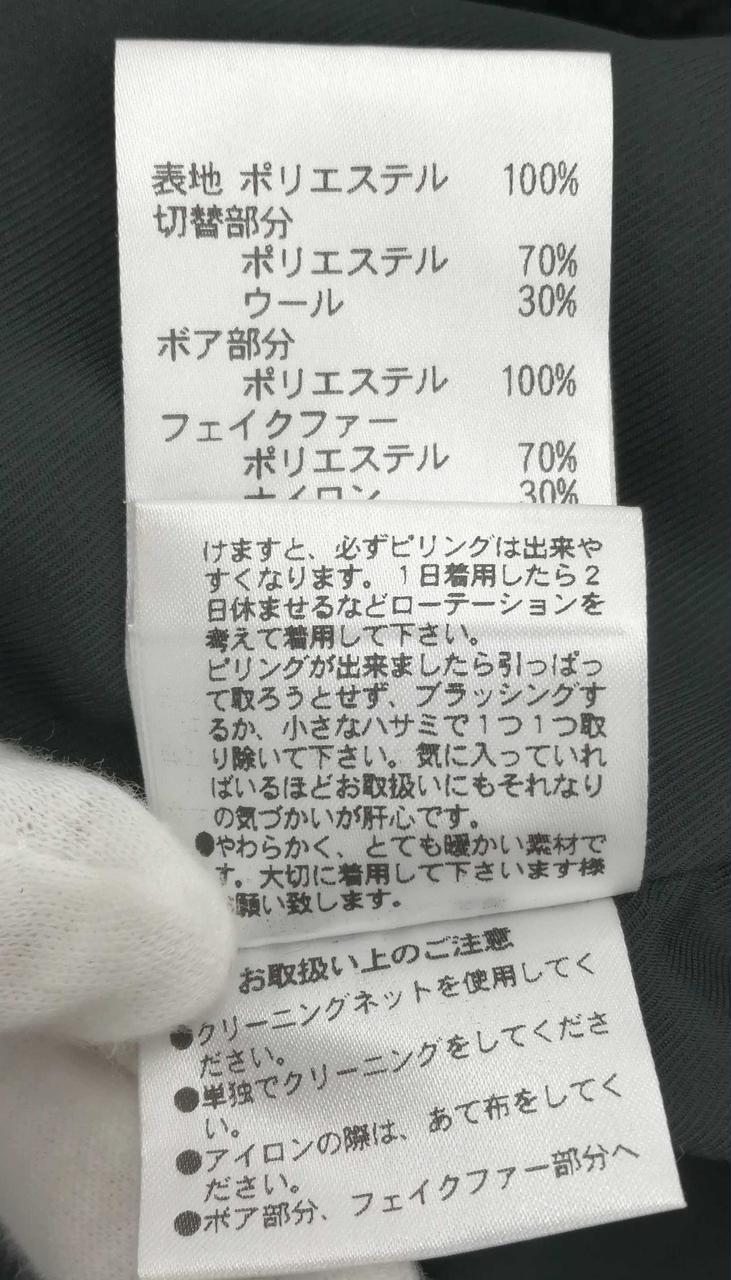 表地 ポリエステル 100%
切替部分
ポリエステル 70%
ウール 30%
ボア部分
ポリエステル 100%
フェイクファー
ポリエステル 70%
ナイロン 30%
けますと、必ずピリングは出来や
すくなります。1日着用したら2
日休ませるなどローテーションを
考えて着用して下さい。
ピリングが出来ましたら引っぱっ
て取ろうとせず、ブラッシングす
るか、小さなハサミで1つ1つ取
り除いて下さい。気に入っていれ
ばいるほどお取扱いにもそれなり
の気づかいが肝心です。
●やわらかく、とても暖かい素材で
す。大切に着用して下さいます様
お願い致します。
お取扱い上のご注意
●クリーニングネットを使用してく
ださい。
●単独でクリーニングをしてくださ
い。
●アイロンの際は、あて布をしてく
ださい。
●ボア部分、フェイクファー部分へ